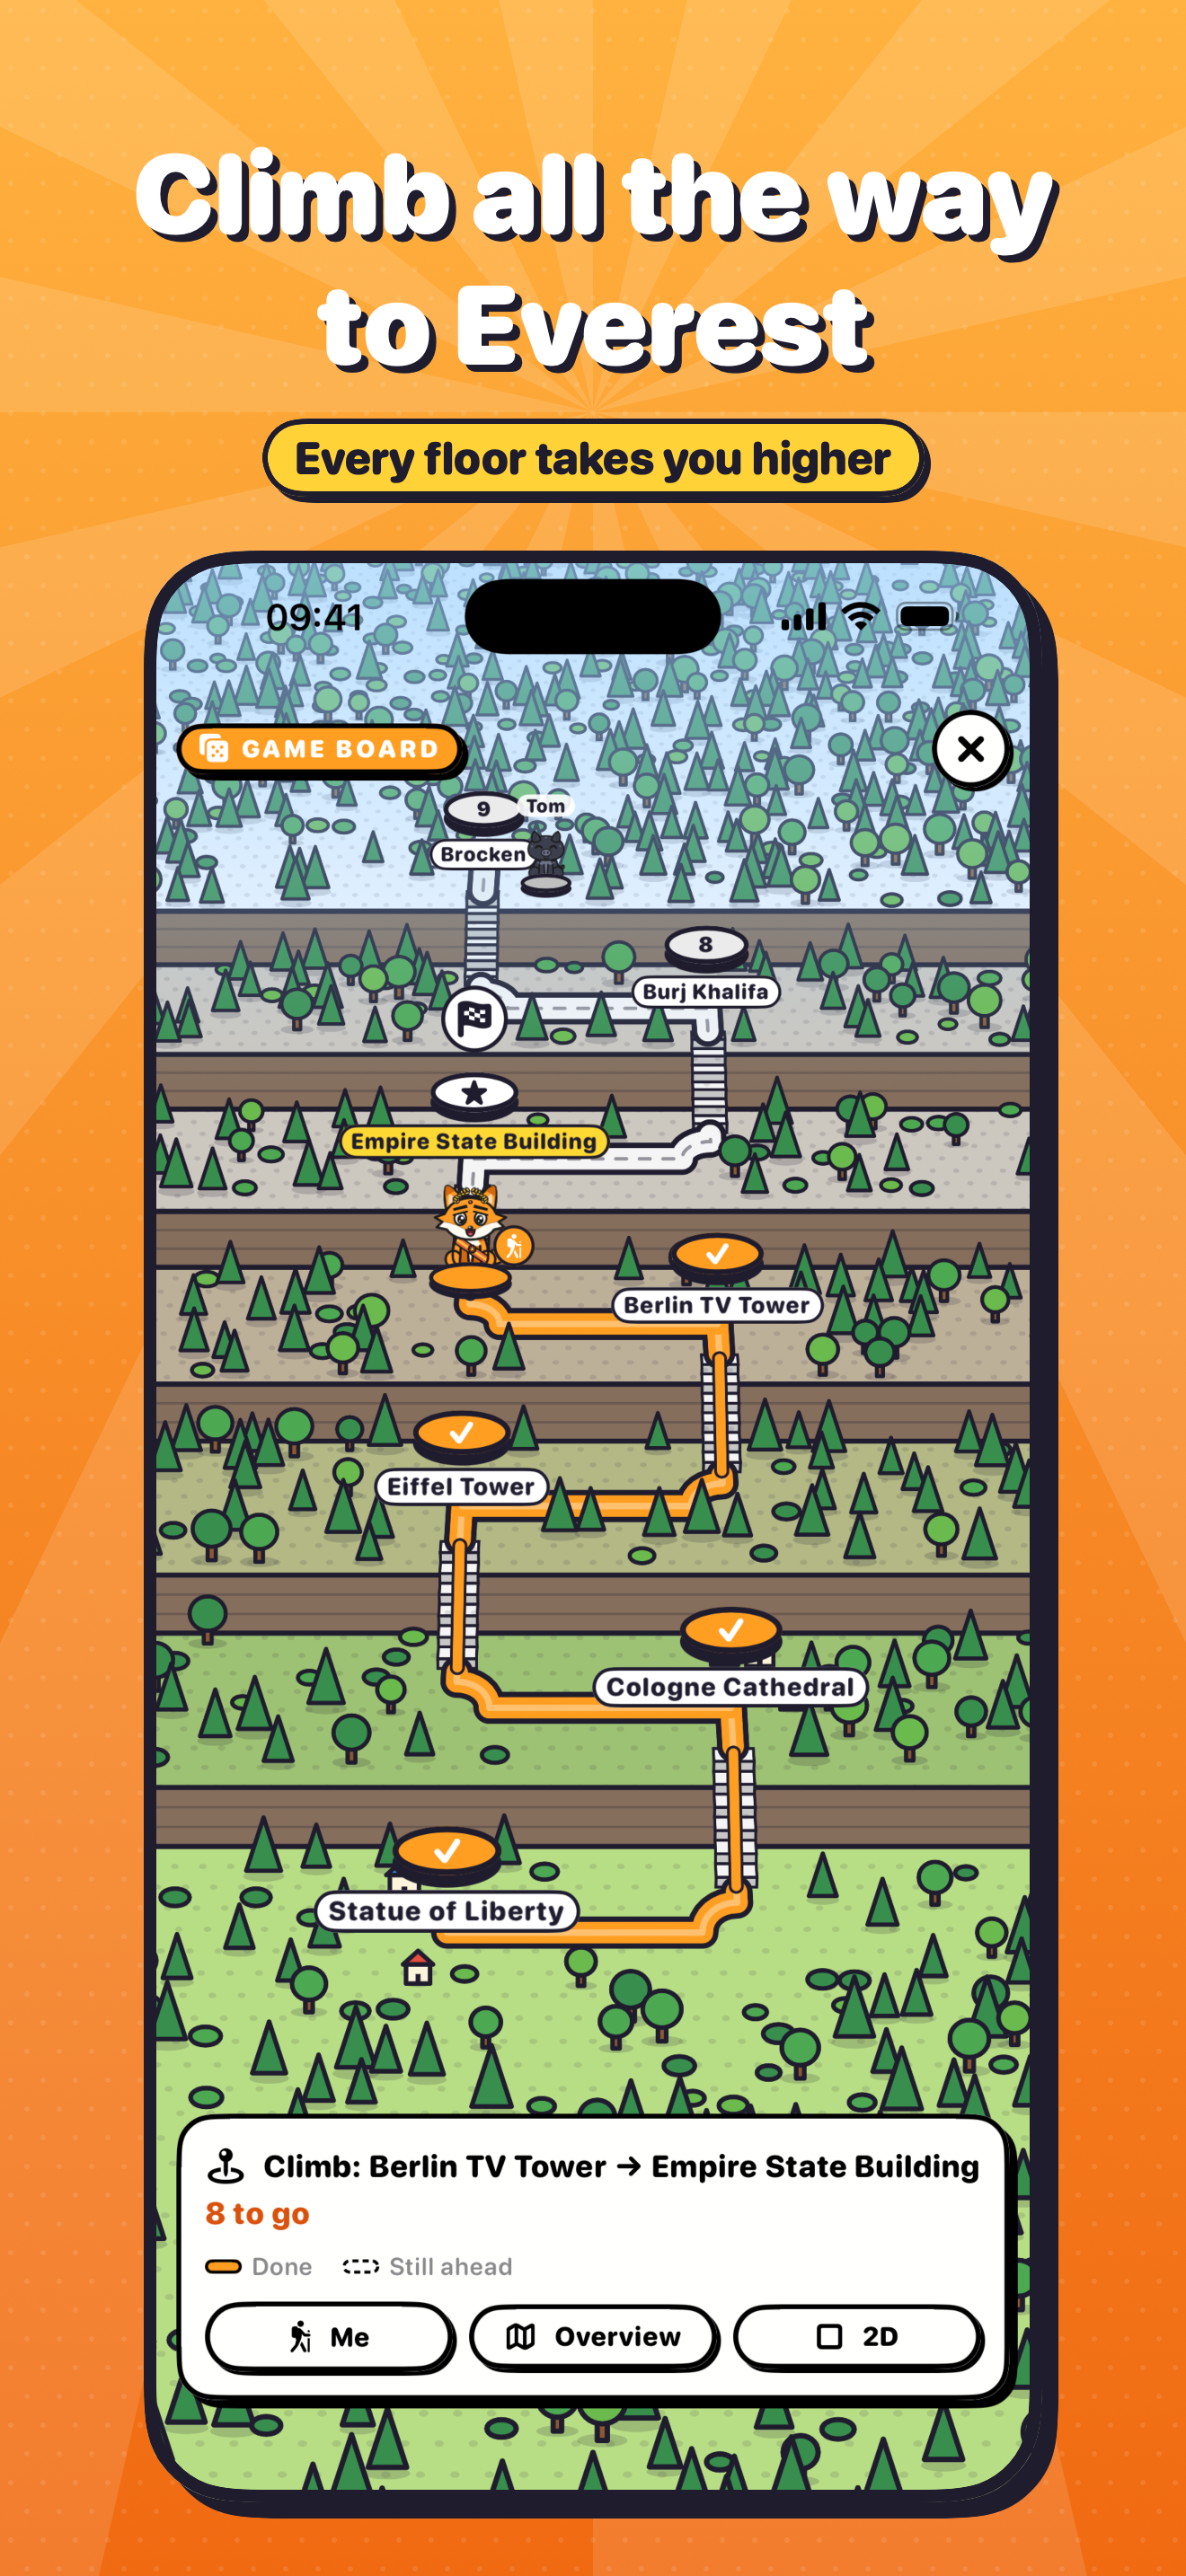 Climb all the way
to Everest
Every floor takes you higher
09:41
GAME BOARD
9
Tom
Brocken
8
Burj Khalifa
Empire State Building
Berlin TV Tower
Eiffel Tower
Cologne Cathedral
Statue of Liberty
Climb: Berlin TV Tower → Empire State Building
8 to go
Done Still ahead
Me Overview 2D